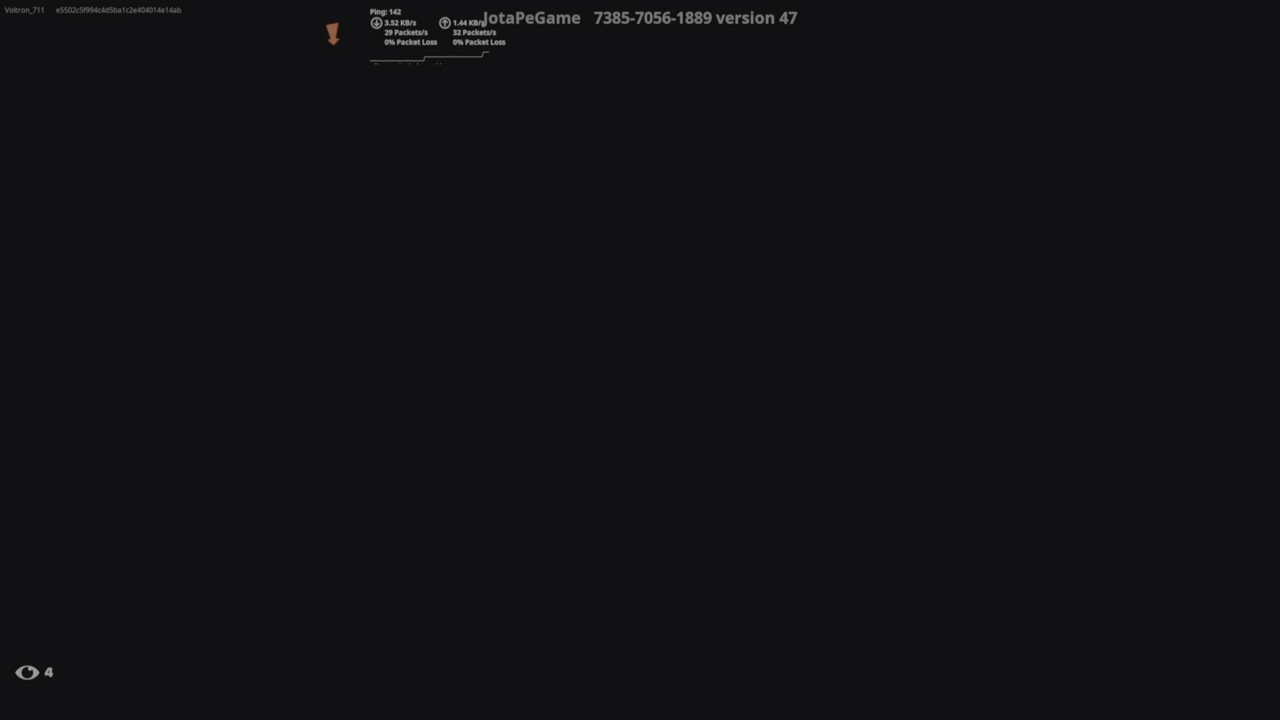 Voltron_711 e5502c5f994c4d5ba1c2e404014e14ab
Ping: 142
JotaPeGame 7385-7056-1889 version 47
3.52 KB/s 1.44 KB/s
29 Packets/s 32 Packets/s
0% Packet Loss 0% Packet Loss
4